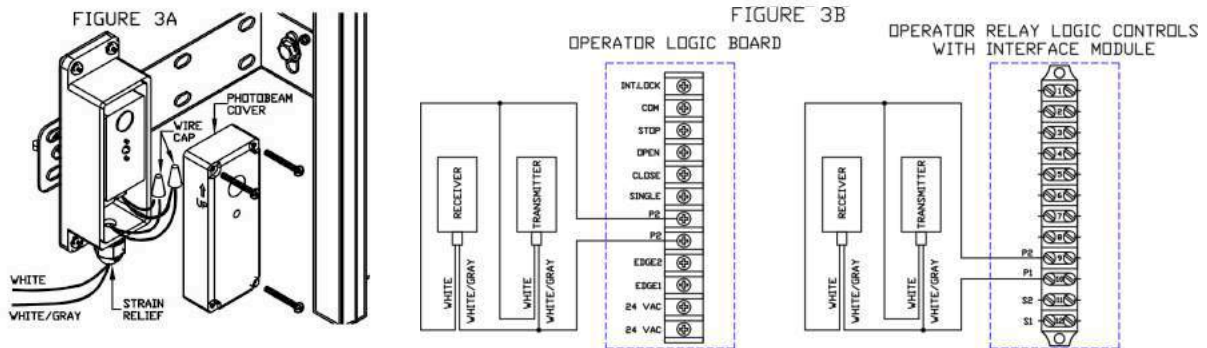 FIGURE 3A
PHOTOBEAM
COVER
WIRE
CAP
UP
WHITE
WHITE/GRAY
STRAIN
RELIEF
FIGURE 3B
OPERATOR LOGIC BOARD
INT.LOCK
COM
STOP
OPEN
CLOSE
SINGLE
P2
P2
EDGE2
EDGE1
24 VAC
24 VAC
RECEIVER
TRANSMITTER
WHITE
WHITE/GRAY
WHITE
WHITE/GRAY
OPERATOR RELAY LOGIC CONTROLS
WITH INTERFACE MODULE
1
2
3
4
5
6
7
8
P2 9
P1 10
S2 11
S1 12
RECEIVER
TRANSMITTER
WHITE
WHITE/GRAY
WHITE
WHITE/GRAY